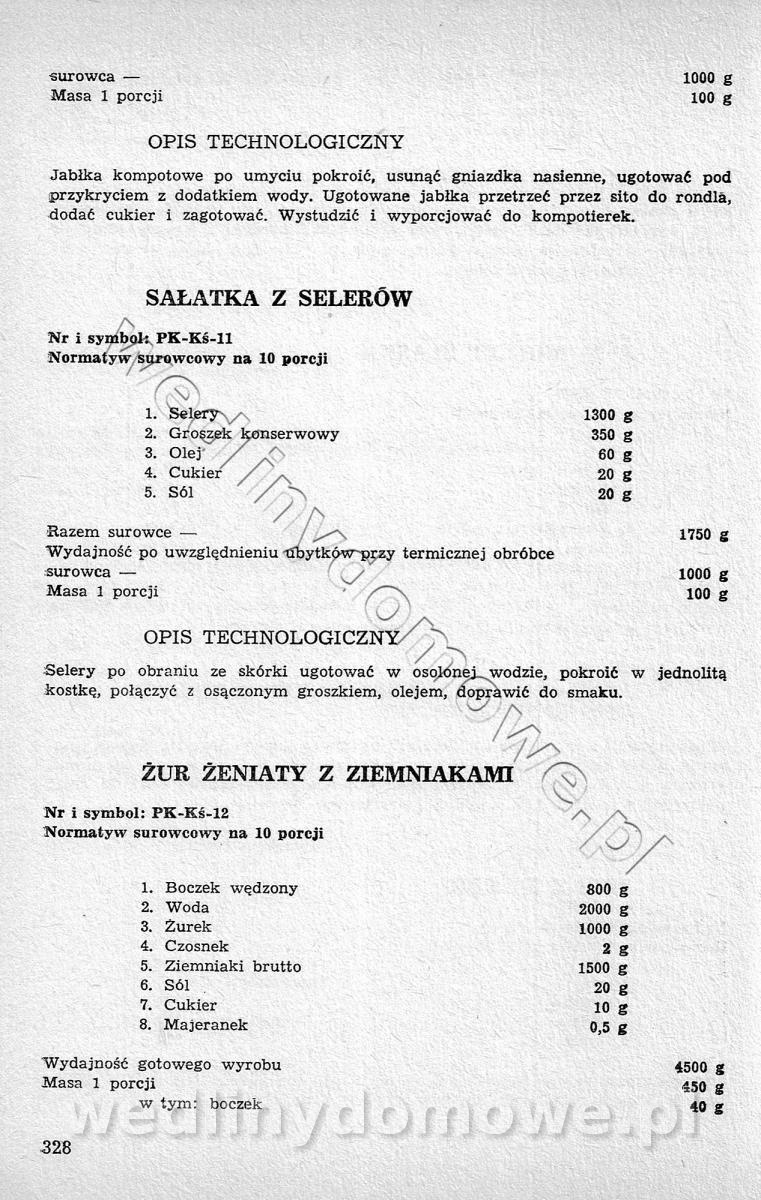 surowca — 1000 g
Masa 1 porcji 100 g
OPIS TECHNOLOGICZNY
Jabłka kompotowe po umyciu pokroić, usunąć gniazdka nasienne, ugotować pod
przykryciem z dodatkiem wody. Ugotowane jabłka przetrzeć przez sito do rondla,
dodać cukier i zagotować. Wystudzić i wyporcjować do kompotierek.
SAŁATKA Z SELERÓW
Nr i symbol: PK-Kś-11
Normatyw surowcowy na 10 porcji
1. Selery 1300 g
2. Groszek konserwowy 350 g
3. Olej 60 g
4. Cukier 20 g
5. Sól 20 g
Razem surowce — 1750 g
Wydajność po uwzględnieniu ubytków przy termicznej obróbce
surowca — 1000 g
Masa 1 porcji 100 g
OPIS TECHNOLOGICZNY
Selery po obraniu ze skórki ugotować w osolonej wodzie, pokroić w jednolitą
kostkę, połączyć z osączonym groszkiem, olejem, doprawić do smaku.
ŻUR ŻENIATY Z ZIEMNIAKAMI
Nr i symbol: PK-Kś-12
Normatyw surowcowy na 10 porcji
1. Boczek wędzony 800 g
2. Woda 2000 g
3. Żurek 1000 g
4. Czosnek 2 g
5. Ziemniaki brutto 1500 g
6. Sól 20 g
7. Cukier 10 g
8. Majeranek 0,5 g
Wydajność gotowego wyrobu 4500 g
Masa 1 porcji 450 g
w tym: boczek 40 g
328
wedlinydomowe.pl
wedlinydomowe.pl